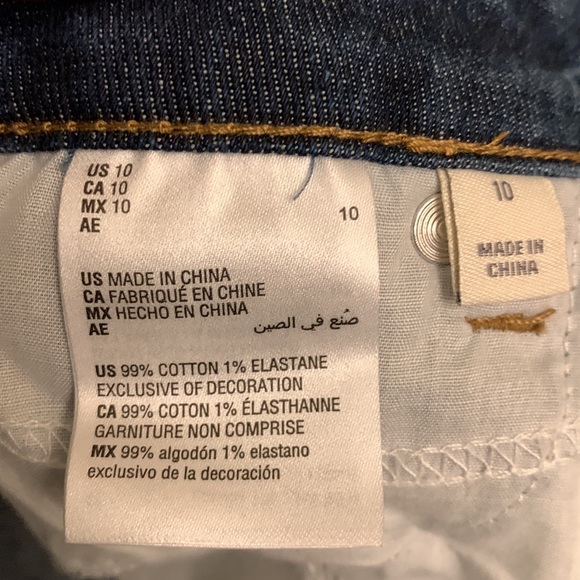 US 10
CA 10
MX 10
AE 10
US MADE IN CHINA
CA FABRIQUÉ EN CHINE
MX HECHO EN CHINA
AE صُنع في الصين
US 99% COTTON 1% ELASTANE
EXCLUSIVE OF DECORATION
CA 99% COTON 1% ÉLASTHANNE
GARNITURE NON COMPRISE
MX 99% algodón 1% elastano
exclusivo de la decoración
10
MADE IN
CHINA